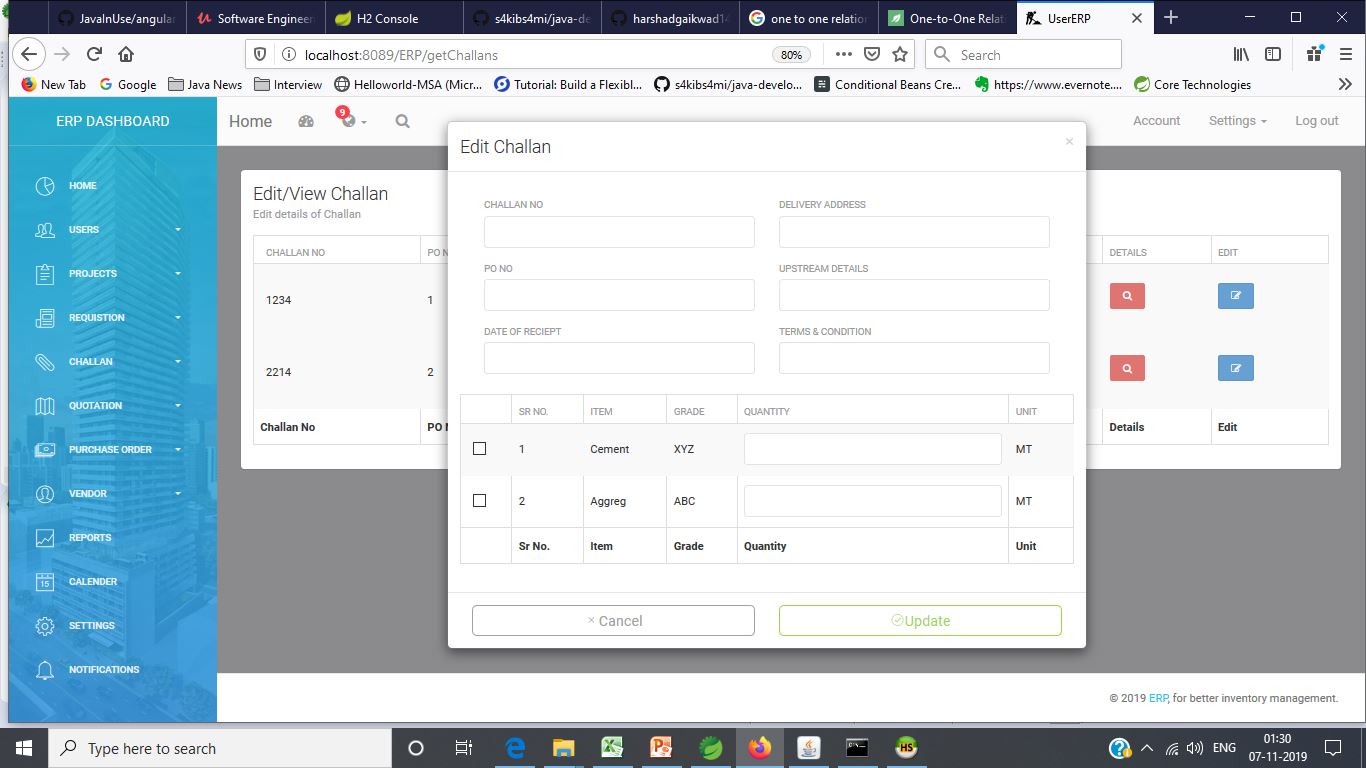 JavaInUse/angular
Software Engineer
H2 Console
s4kibs4mi/java-de
harshadgaikwad14
one to one relation
One-to-One Relati
UserERP
localhost:8089/ERP/getChallans
80%
Search
New Tab
Google
Java News
Interview
Helloworld-MSA (Micr...
Tutorial: Build a Flexibl...
s4kibs4mi/java-develo...
Conditional Beans Cre...
https://www.evernote....
Core Technologies
ERP DASHBOARD
HOME
USERS
PROJECTS
REQUISTION
CHALLAN
QUOTATION
PURCHASE ORDER
VENDOR
REPORTS
CALENDER
15
SETTINGS
NOTIFICATIONS
Home
9
Account
Settings
Log out
Edit/View Challan
Edit details of Challan
CHALLAN NO
PO N
DETAILS
EDIT
1234
1
2214
2
Challan No
PO N
Details
Edit
Edit Challan
×
CHALLAN NO
DELIVERY ADDRESS
PO NO
UPSTREAM DETAILS
DATE OF RECIEPT
TERMS & CONDITION
SR NO.
ITEM
GRADE
QUANTITY
UNIT
1
Cement
XYZ
MT
2
Aggreg
ABC
MT
Sr No.
Item
Grade
Quantity
Unit
× Cancel
Update
© 2019 ERP, for better inventory management.
Type here to search
HS
ENG
01:30
07-11-2019